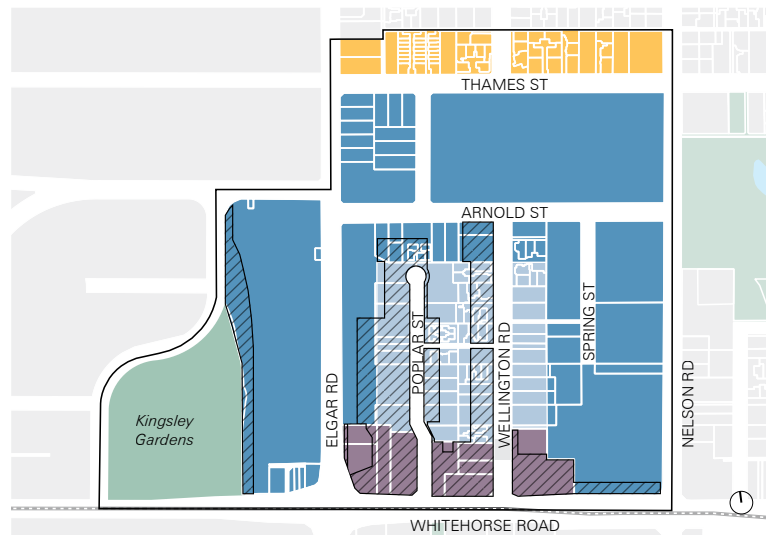 THAMES ST
ARNOLD ST
SPRING ST
POPLAR ST
WELLINGTON RD
ELGAR RD
NELSON RD
Kingsley
Gardens
WHITEHORSE ROAD